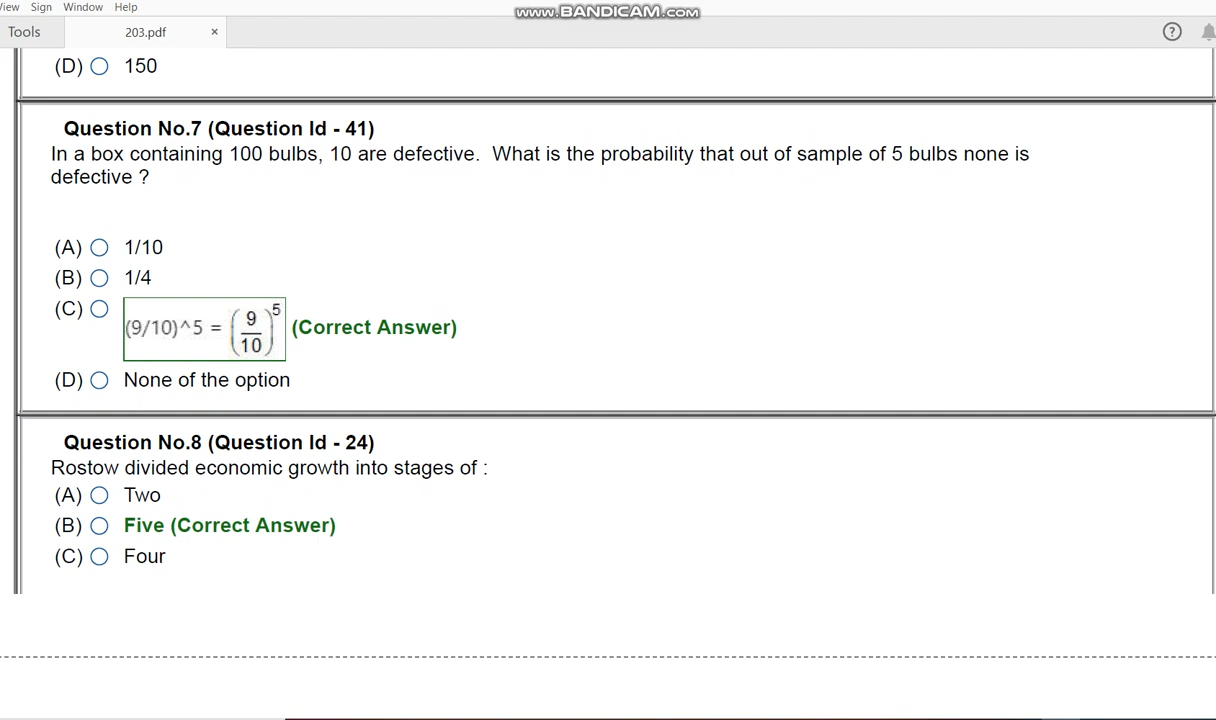 View Sign Window Help
www.BANDICAM.com
Tools 203.pdf × ?
(D) 150
Question No.7 (Question Id - 41)
In a box containing 100 bulbs, 10 are defective. What is the probability that out of sample of 5 bulbs none is
defective ?
(A) 1/10
(B) 1/4
(C) (9/10)^5 = (9/10)^5 (Correct Answer)
(D) None of the option
Question No.8 (Question Id - 24)
Rostow divided economic growth into stages of :
(A) Two
(B) Five (Correct Answer)
(C) Four